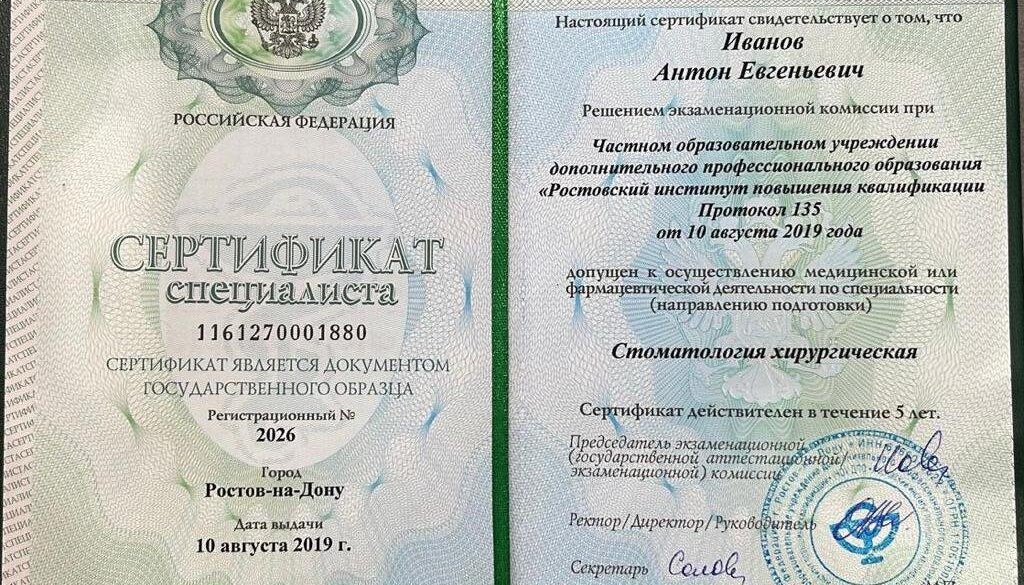 РОССИЙСКАЯ ФЕДЕРАЦИЯ
СЕРТИФИКАТ
специалиста
1161270001880
СЕРТИФИКАТ ЯВЛЯЕТСЯ ДОКУМЕНТОМ
ГОСУДАРСТВЕННОГО ОБРАЗЦА
Регистрационный №
2026
Город
Ростов-на-Дону
Дата выдачи
10 августа 2019 г.
Настоящий сертификат свидетельствует о том, что
Иванов
Антон Евгеньевич
Решением экзаменационной комиссии при
Частном образовательном учреждении
дополнительного профессионального образования
«Ростовский институт повышения квалификации
Протокол 135
от 10 августа 2019 года
допущен к осуществлению медицинской или
фармацевтической деятельности по специальности
(направлению подготовки)
Стоматология хирургическая
Сертификат действителен в течение 5 лет.
Председатель экзаменационной
(государственной аттестационной)
экзаменационной) комиссии
Ректор/Директор/Руководитель
Секретарь